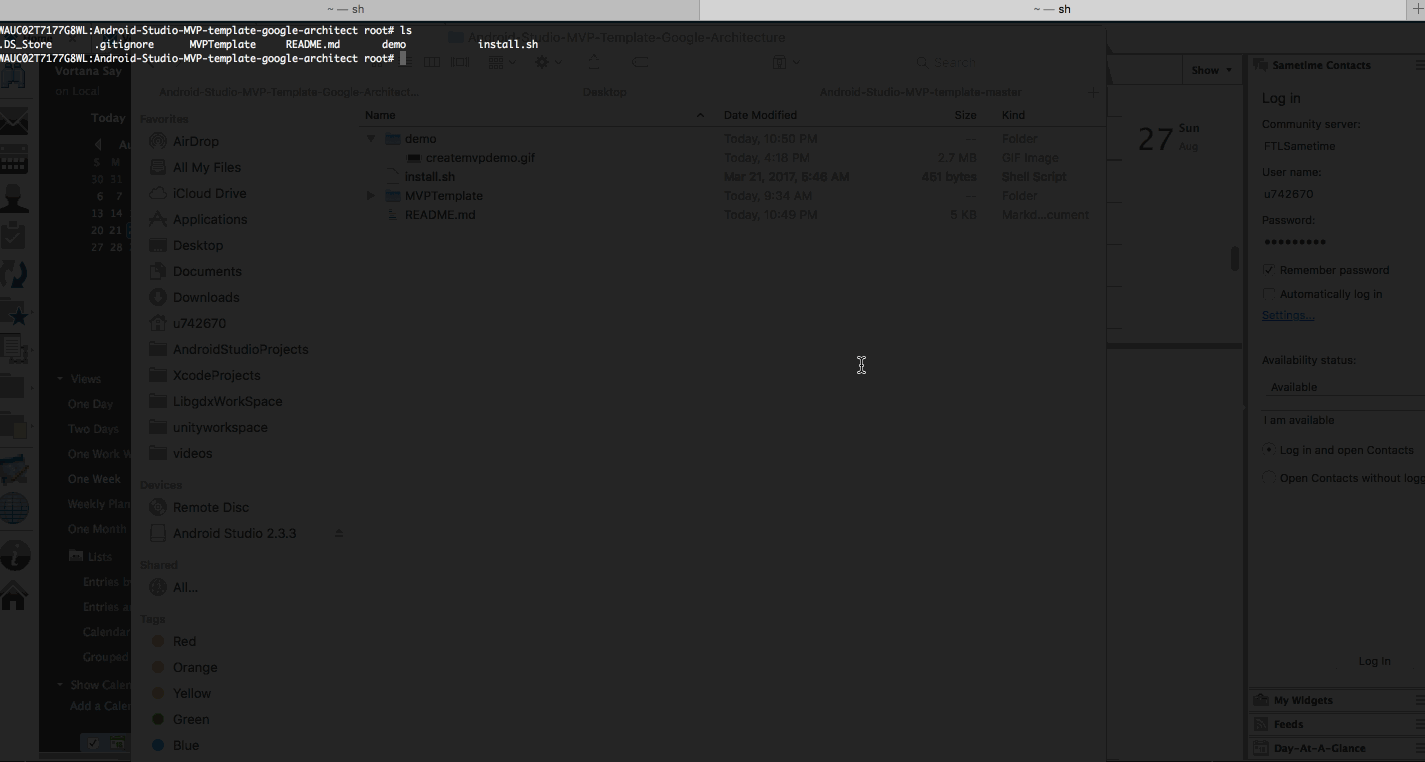 ~ — sh
~ — sh
WAUC02T7177G8WL:Android-Studio-MVP-template-google-architect root# ls
.DS_Store .gitignore MVPTemplate README.md demo install.sh
WAUC02T7177G8WL:Android-Studio-MVP-template-google-architect root#
Android-Studio-MVP-Template-Google-Architecture
Search
Android-Studio-MVP-Template-Google-Architect...
Desktop
Android-Studio-MVP-template-master
Vortana Say
on Local
Today
Au
S M
30 31
6 7
13 14
20 21
27 28
Views
One Day
Two Days
One Work W
One Week
Weekly Plan
One Month
Lists
Entries b
Entries a
Calendar
Grouped
Show Calen
Add a Caler
Favorites
AirDrop
All My Files
iCloud Drive
Applications
Desktop
Documents
Downloads
u742670
AndroidStudioProjects
XcodeProjects
LibgdxWorkSpace
unityworkspace
videos
Devices
Remote Disc
Android Studio 2.3.3
Shared
All...
Tags
Red
Orange
Yellow
Green
Blue
Name Date Modified Size Kind
demo Today, 10:50 PM -- Folder
createmvpdemo.gif Today, 4:18 PM 2.7 MB GIF Image
install.sh Mar 21, 2017, 5:46 AM 461 bytes Shell Script
MVPTemplate Today, 9:34 AM -- Folder
README.md Today, 10:49 PM 5 KB Markd...cument
Show
27 Sun
Aug
Sametime Contacts
Log in
Community server:
FTLSametime
User name:
u742670
Password:
•••••••••
Remember password
Automatically log in
Settings...
Availability status:
Available
I am available
Log in and open Contacts
Open Contacts without logg
Log In
My Widgets
Feeds
Day-At-A-Glance